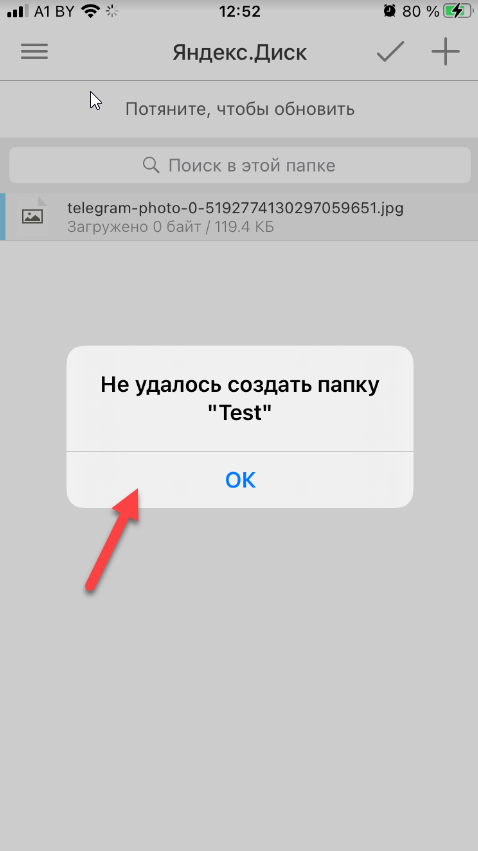 A1 BY 12:52 80 %
Яндекс.Диск
Потяните, чтобы обновить
Поиск в этой папке
telegram-photo-0-5192774130297059651.jpg
Загружено 0 байт / 119.4 КБ
Не удалось создать папку
"Test"
ОК